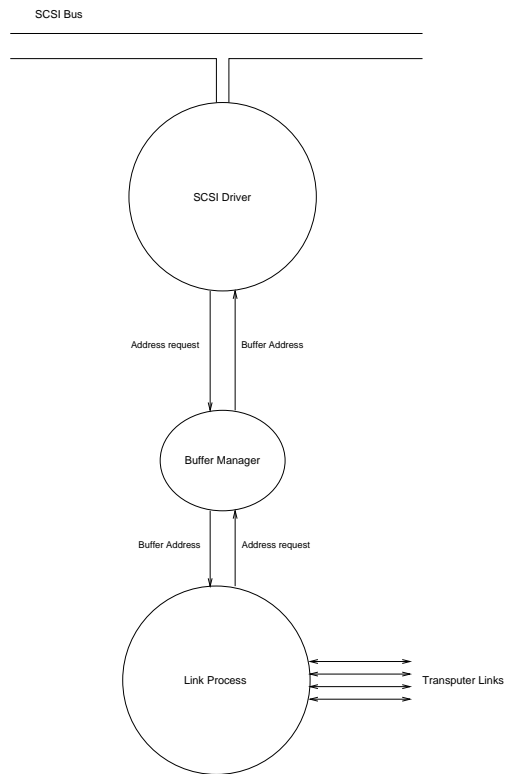 SCSI Bus
SCSI Driver
Address request
Buffer Address
Buffer Manager
Buffer Address
Address request
Link Process
Transputer Links